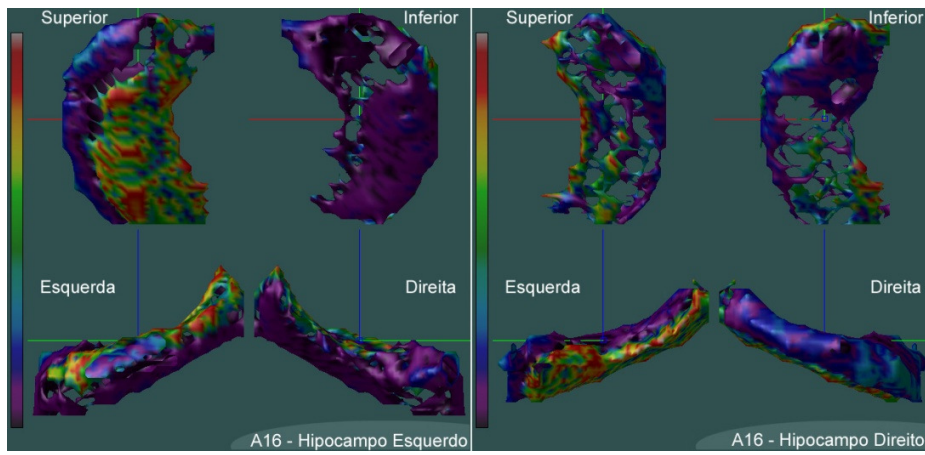 Superior Inferior
Esquerda Direita
A16 - Hipocampo Esquerdo
Superior Inferior
Esquerda Direita
A16 - Hipocampo Direito